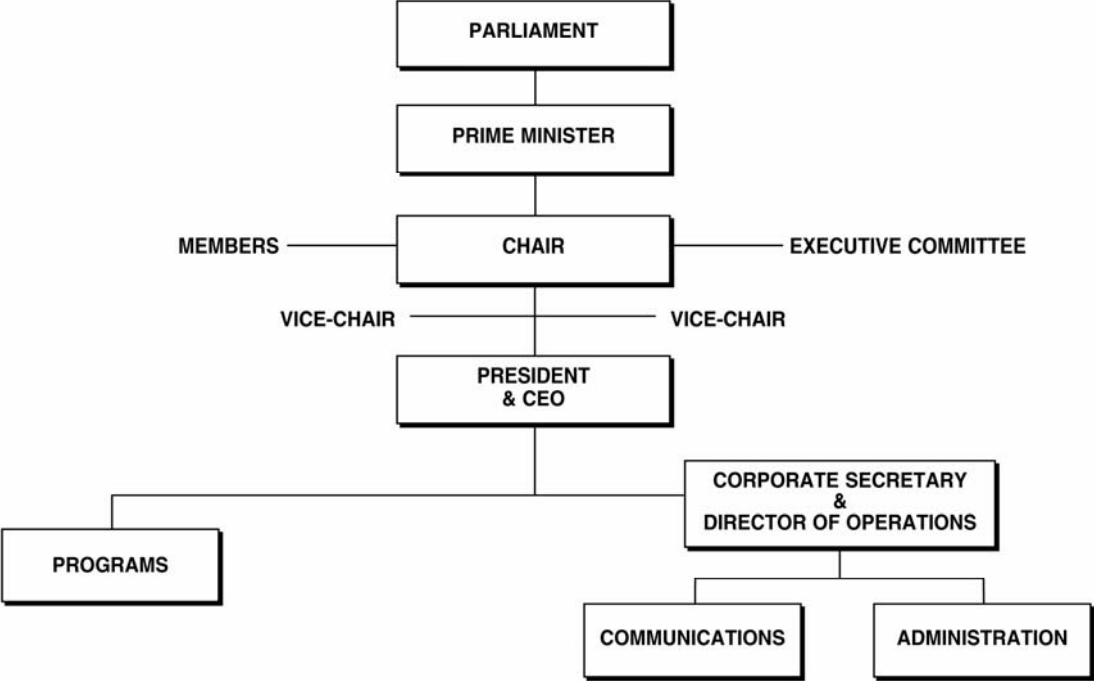 PARLIAMENT
PRIME MINISTER
MEMBERS
CHAIR
EXECUTIVE COMMITTEE
VICE-CHAIR
VICE-CHAIR
PRESIDENT
& CEO
CORPORATE SECRETARY
&
DIRECTOR OF OPERATIONS
PROGRAMS
COMMUNICATIONS
ADMINISTRATION